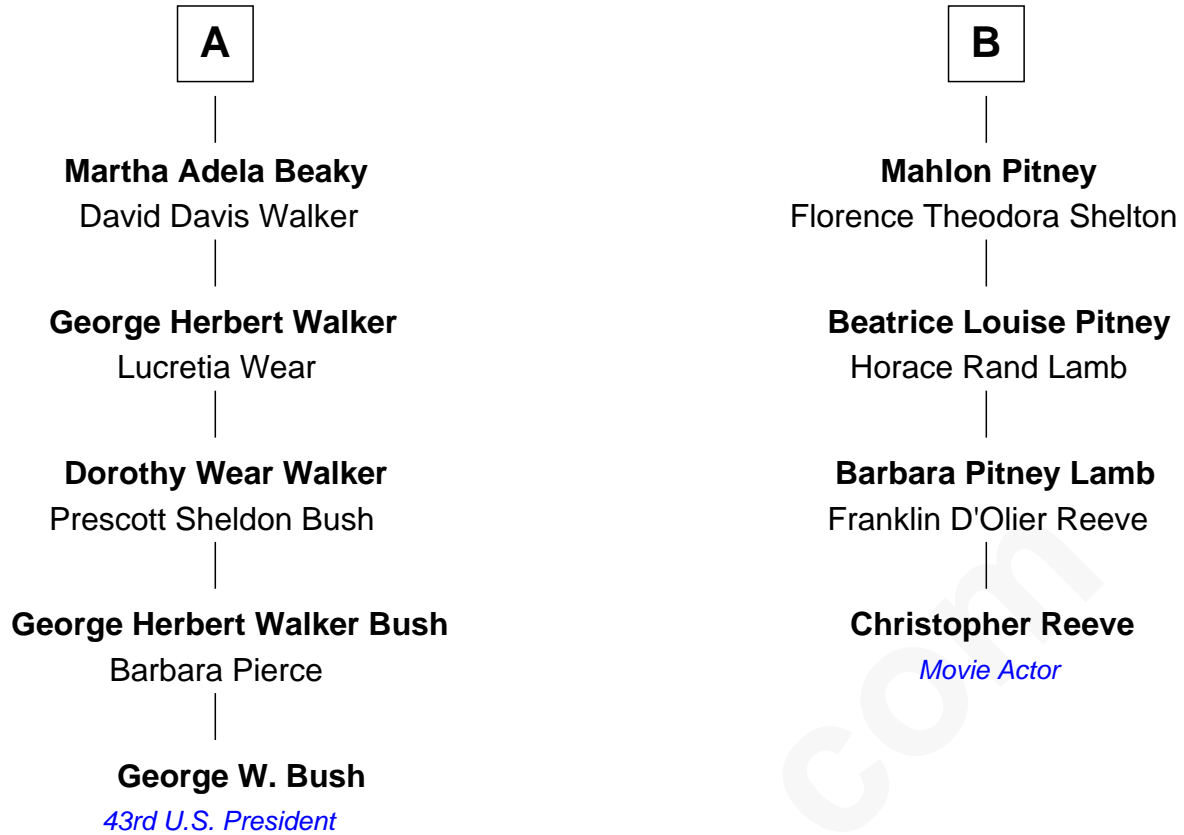 A
Martha Adela Beaky
David Davis Walker
George Herbert Walker
Lucretia Wear
Dorothy Wear Walker
Prescott Sheldon Bush
George Herbert Walker Bush
Barbara Pierce
George W. Bush
43rd U.S. President
B
Mahlon Pitney
Florence Theodora Shelton
Beatrice Louise Pitney
Horace Rand Lamb
Barbara Pitney Lamb
Franklin D'Olier Reeve
Christopher Reeve
Movie Actor
com